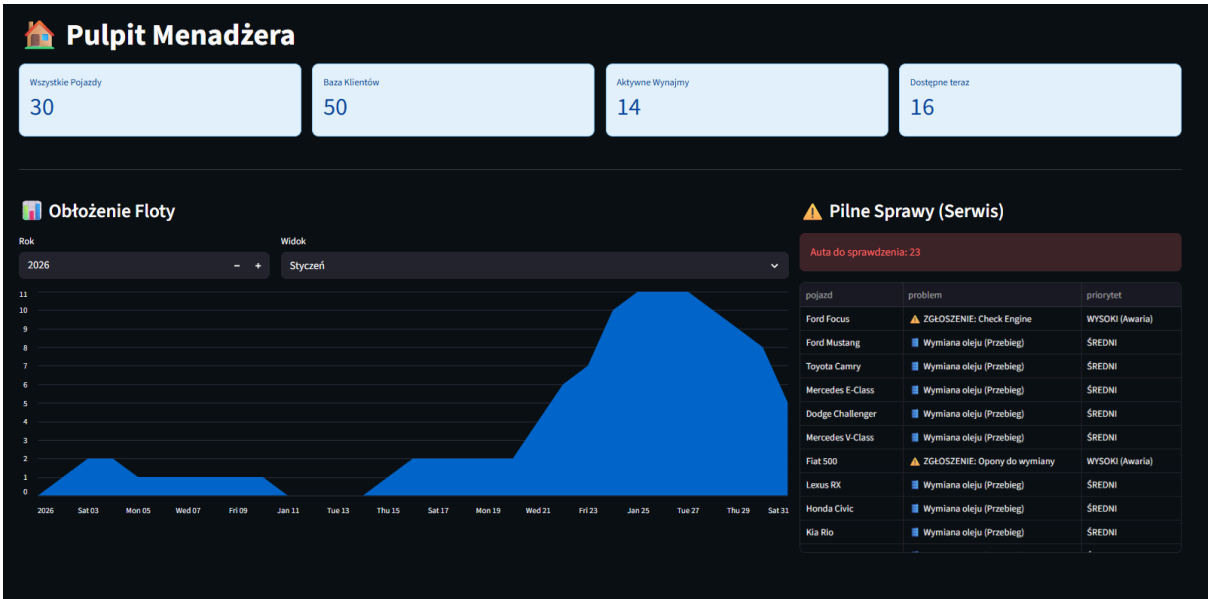 Pulpit Menadżera
Wszystkie Pojazdy
30
Baza Klientów
50
Aktywne Wynajmy
14
Dostępne teraz
16
Obłożenie Floty
Rok
2026
− +
Widok
Styczeń
11
10
9
8
7
6
5
4
3
2
1
0
2026 Sat 03 Mon 05 Wed 07 Fri 09 Jan 11 Tue 13 Thu 15 Sat 17 Mon 19 Wed 21 Fri 23 Jan 25 Tue 27 Thu 29 Sat 31
Pilne Sprawy (Serwis)
Auta do sprawdzenia: 23
pojazd problem priorytet
Ford Focus ZGŁOSZENIE: Check Engine WYSOKI (Awaria)
Ford Mustang Wymiana oleju (Przebieg) ŚREDNI
Toyota Camry Wymiana oleju (Przebieg) ŚREDNI
Mercedes E-Class Wymiana oleju (Przebieg) ŚREDNI
Dodge Challenger Wymiana oleju (Przebieg) ŚREDNI
Mercedes V-Class Wymiana oleju (Przebieg) ŚREDNI
Fiat 500 ZGŁOSZENIE: Opony do wymiany WYSOKI (Awaria)
Lexus RX Wymiana oleju (Przebieg) ŚREDNI
Honda Civic Wymiana oleju (Przebieg) ŚREDNI
Kia Rio Wymiana oleju (Przebieg) ŚREDNI